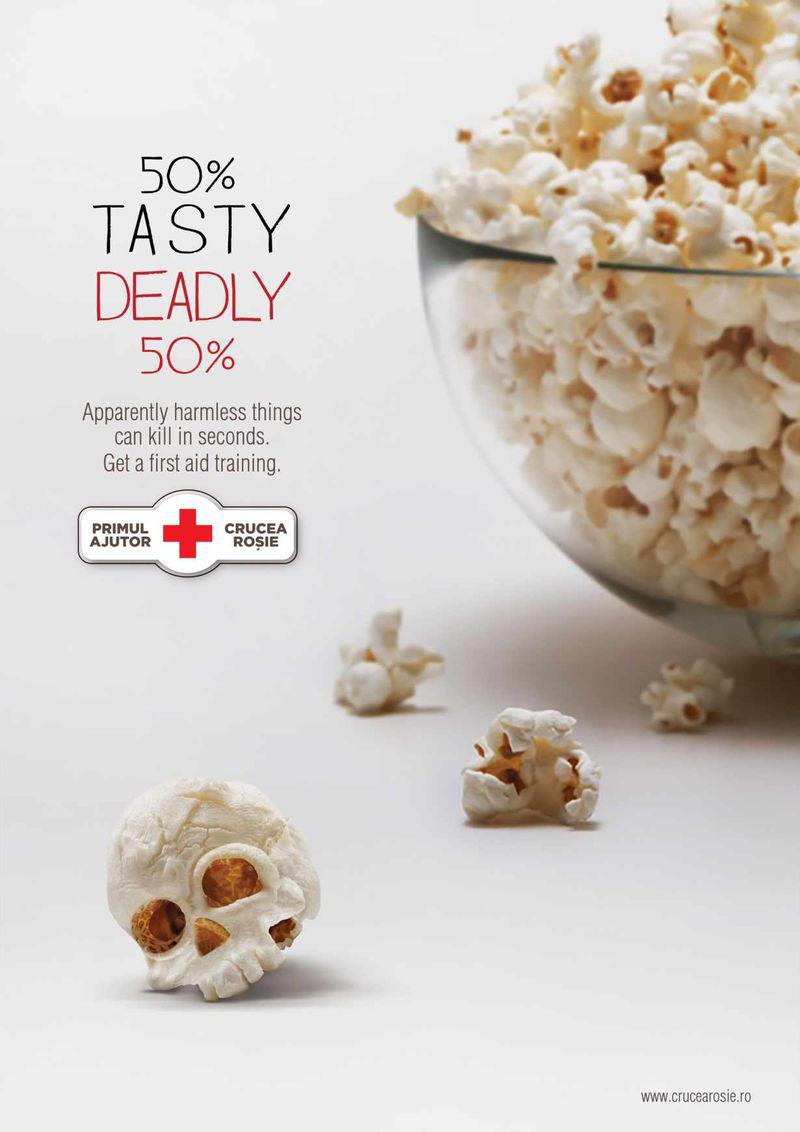 50%
TASTY
DEADLY
50%
Apparently harmless things
can kill in seconds.
Get a first aid training.
PRIMUL
AJUTOR
CRUCEA
ROȘIE
www.crucearosie.ro